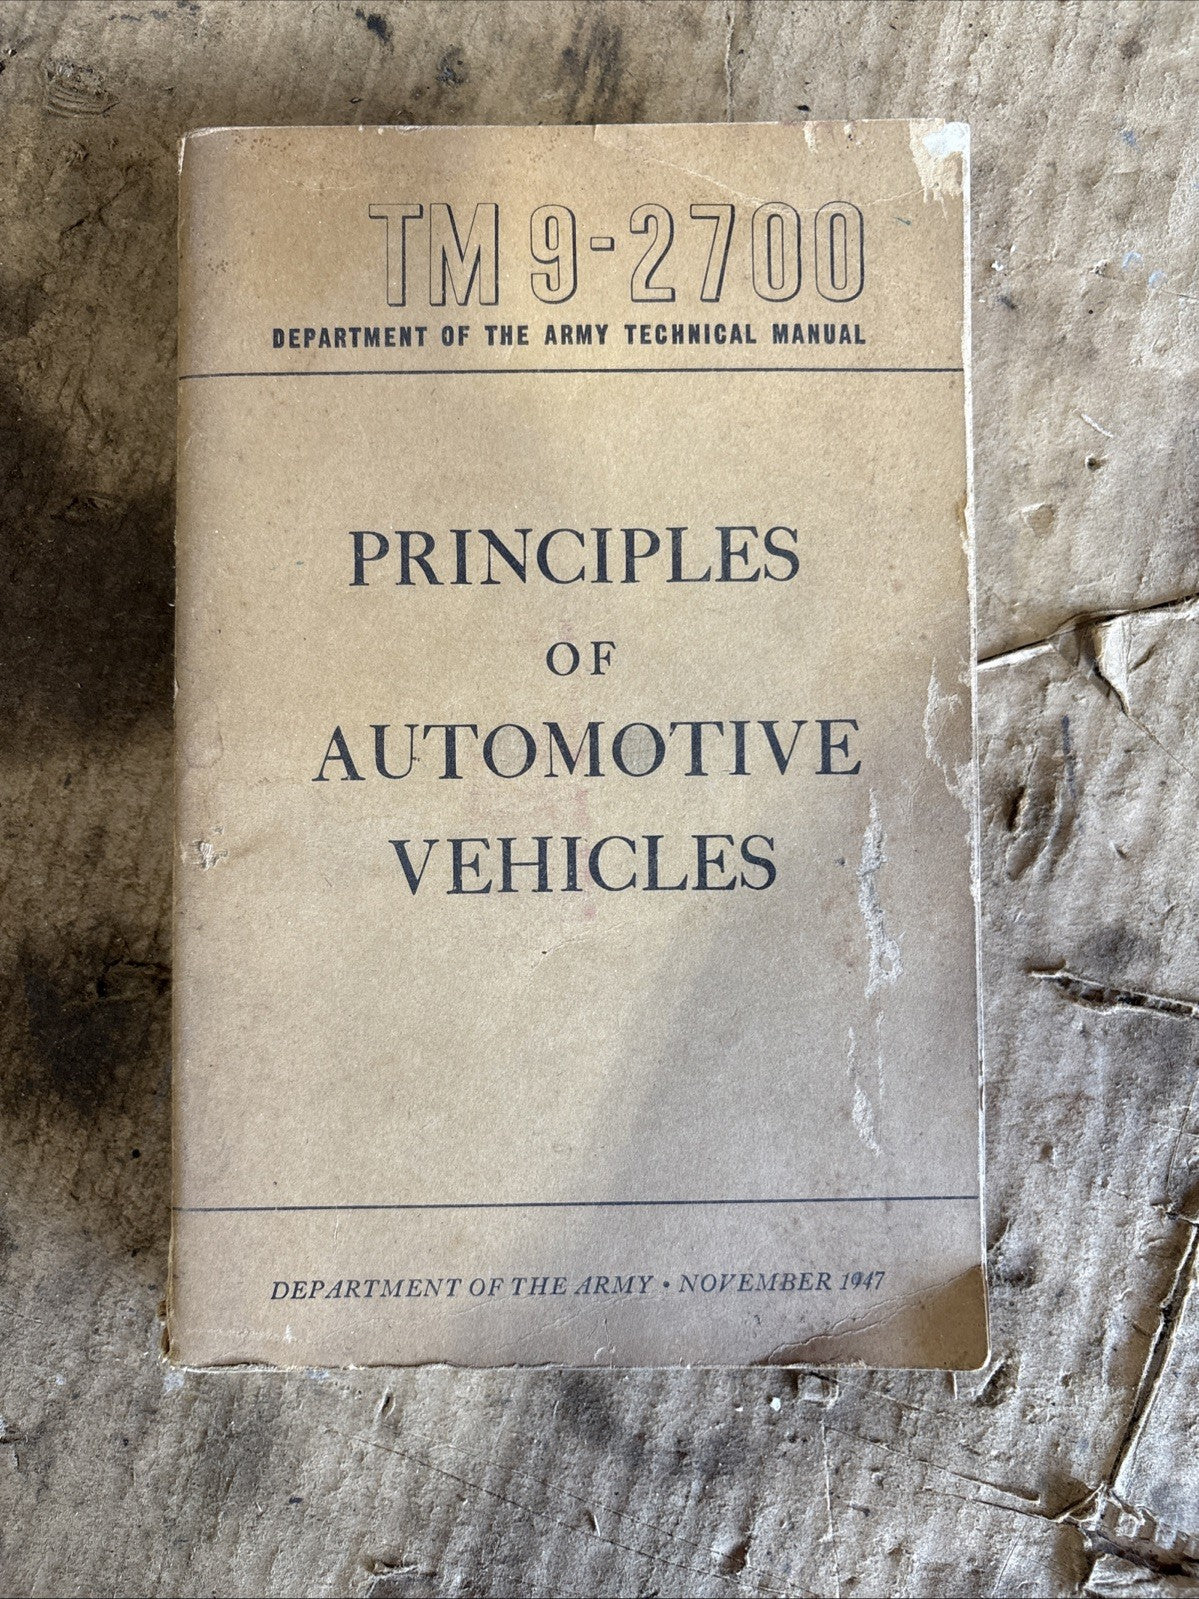 TM 9-2700
DEPARTMENT OF THE ARMY TECHNICAL MANUAL
PRINCIPLES
OF
AUTOMOTIVE
VEHICLES
DEPARTMENT OF THE ARMY • NOVEMBER 1947